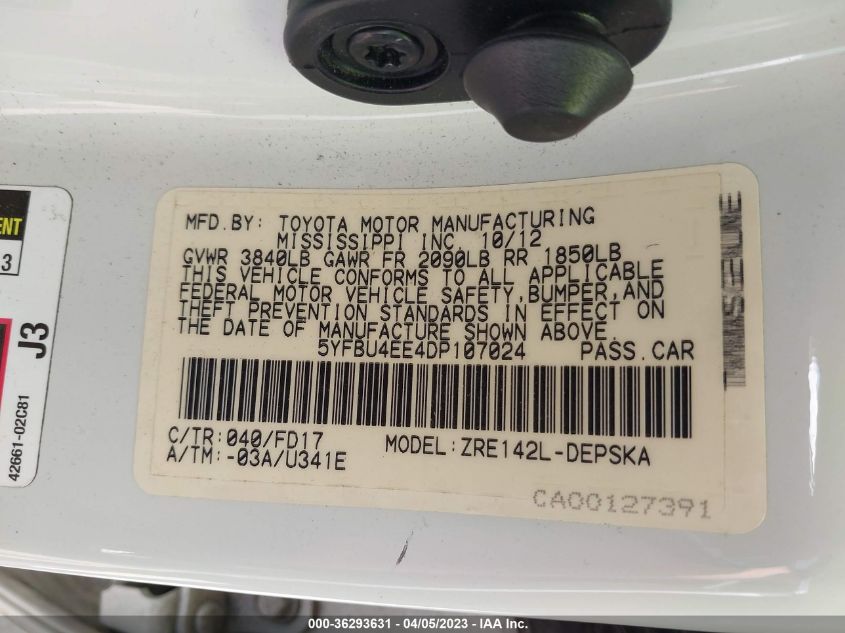 MFD.BY: TOYOTA MOTOR MANUFACTURING
MISSISSIPPI INC. 10/12
GVWR 3840LB GAWR FR 2090LB RR 1850LB
THIS VEHICLE CONFORMS TO ALL APPLICABLE
FEDERAL MOTOR VEHICLE SAFETY,BUMPER,AND
THEFT PREVENTION STANDARDS IN EFFECT ON
THE DATE OF MANUFACTURE SHOWN ABOVE.
5YFBU4EE4DP107024 PASS.CAR
C/TR:040/FD17 MODEL:ZRE142L-DEPSKA
A/TM:-03A/U341E
CA00127391
ENT
3
J3
42661-02C81
000-36293631 - 04/05/2023 - IAA Inc.